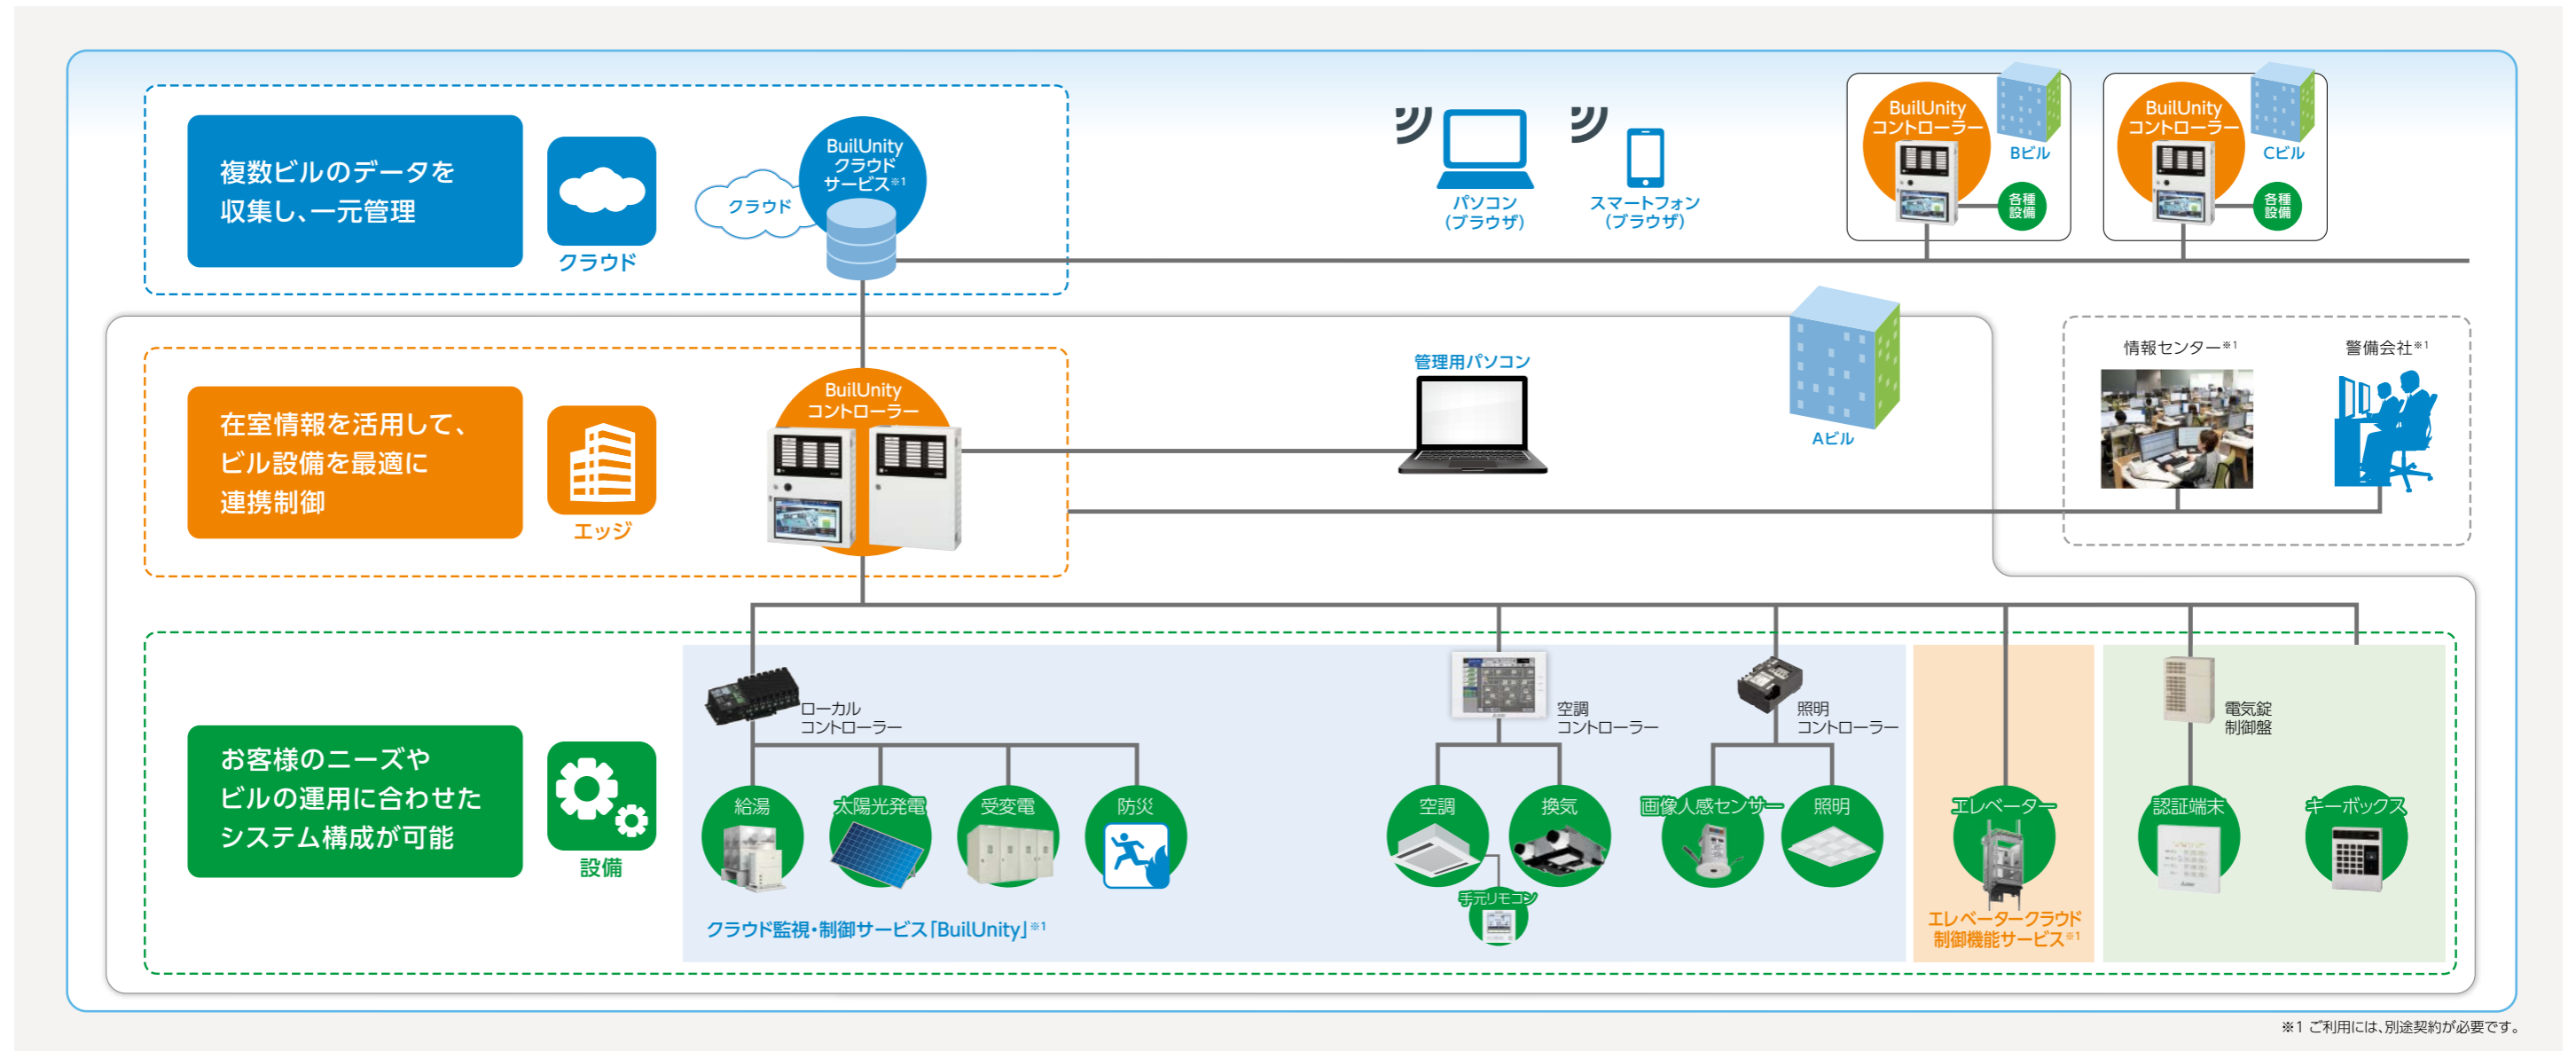 複数ビルのデータを
収集し、一元管理
クラウド
クラウド
BuilUnity
クラウド
サービス※1
パソコン
(ブラウザ)
スマートフォン
(ブラウザ)
BuilUnity
コントローラー
Bビル
各種
設備
BuilUnity
コントローラー
Cビル
各種
設備
在室情報を活用して、
ビル設備を最適に
連携制御
エッジ
BuilUnity
コントローラー
管理用パソコン
Aビル
情報センター※1
警備会社※1
お客様のニーズや
ビルの運用に合わせた
システム構成が可能
設備
ローカル
コントローラー
空調
コントローラー
照明
コントローラー
電気錠
制御盤
給湯
太陽光発電
受変電
防災
空調
換気
画像人感センサー
照明
エレベーター
認証端末
キーボックス
手元リモコン
クラウド監視・制御サービス「BuilUnity」※1
エレベータークラウド
制御機能サービス※1
※1 ご利用には、別途契約が必要です。